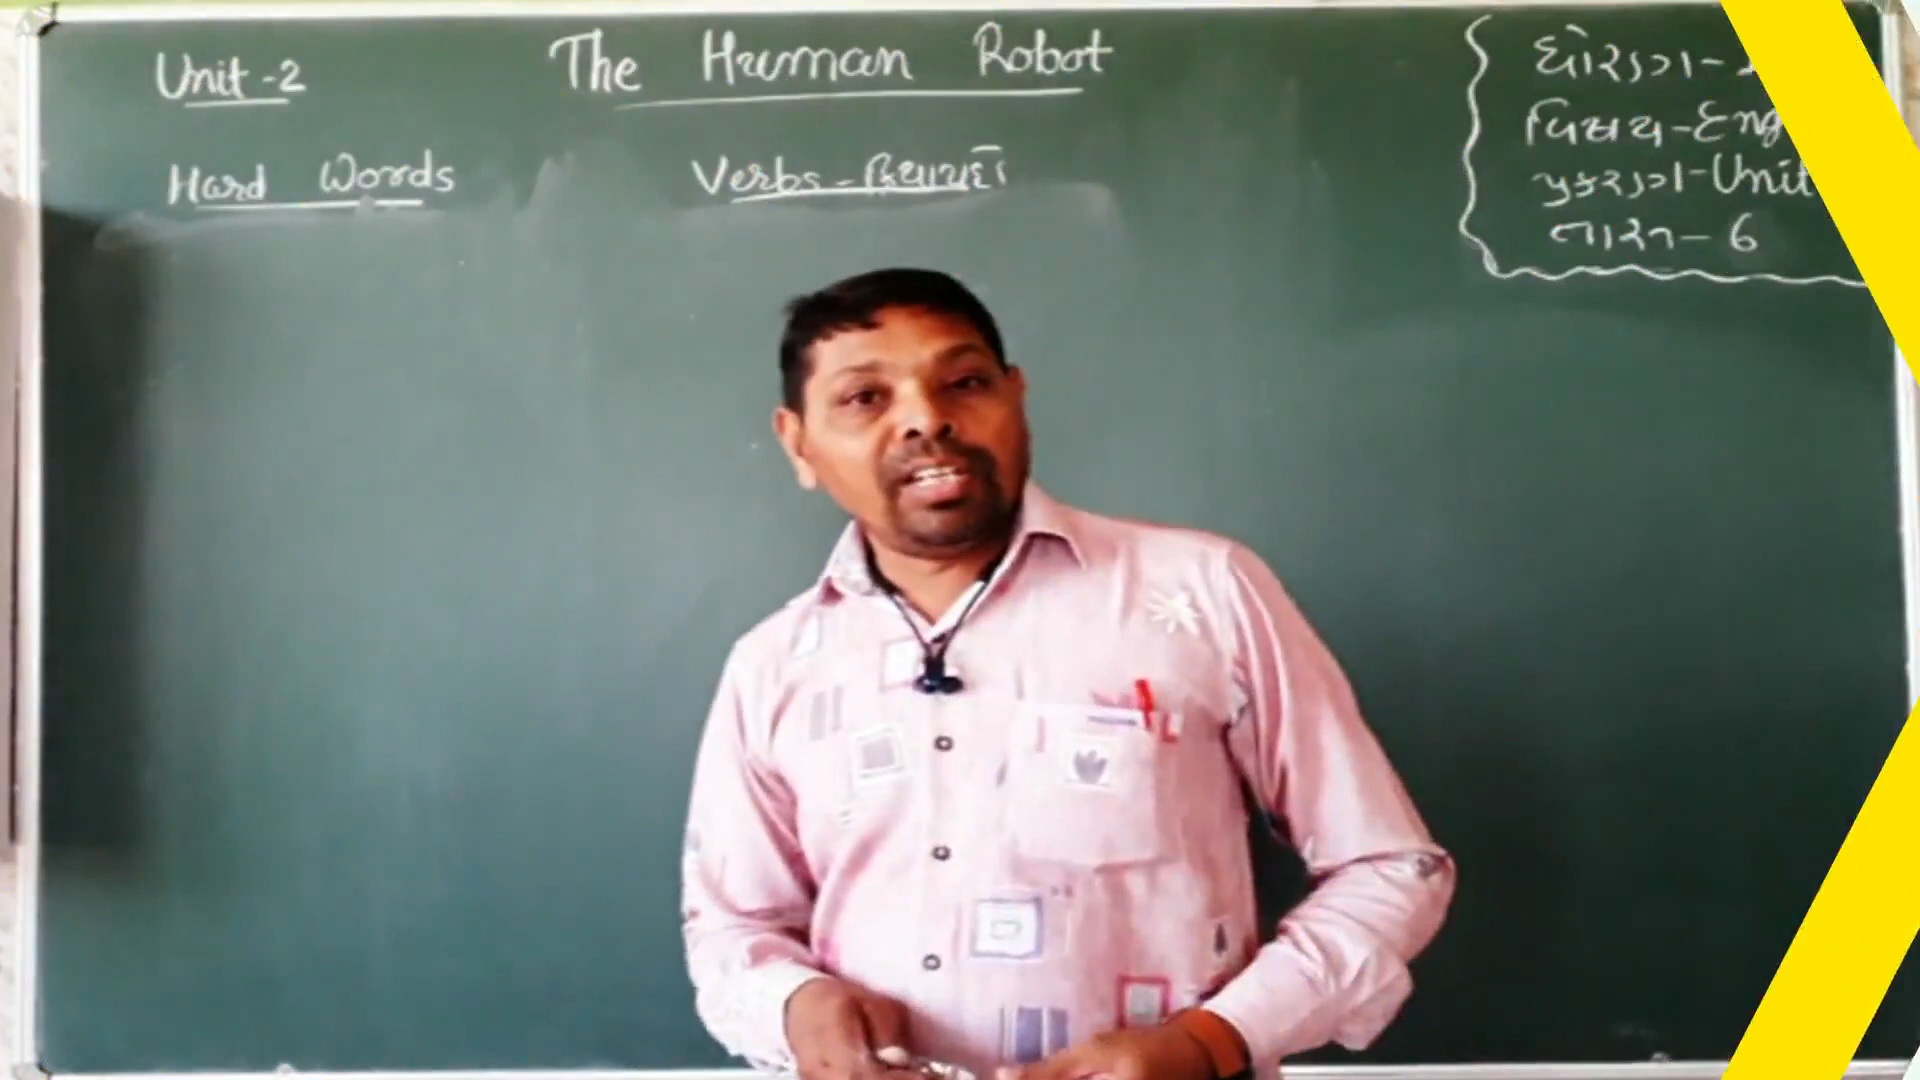 Unit-2
The Human Robot
Hard Words
Verbs - ક્રિયાપદો
ધોરણ-
વિષય-Eng
પ્રકરણ-Unit
તાસ- 6